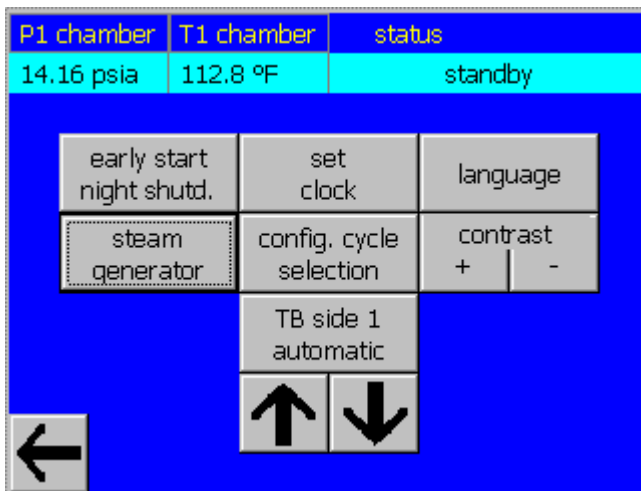 P1 chamber T1 chamber status
14.16 psia 112.8 ºF standby
early start set language
night shutd. clock
steam config. cycle contrast
generator selection + -
TB side 1
automatic